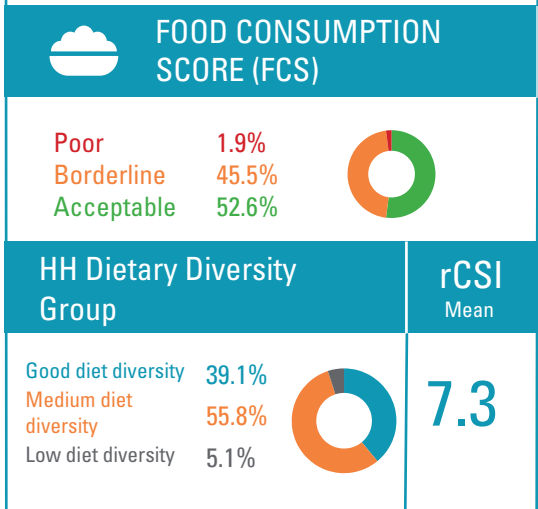 FOOD CONSUMPTION
SCORE (FCS)
Poor 1.9%
Borderline 45.5%
Acceptable 52.6%
HH Dietary Diversity
Group
rCSI
Mean
Good diet diversity 39.1%
Medium diet
diversity 55.8%
Low diet diversity 5.1%
7.3